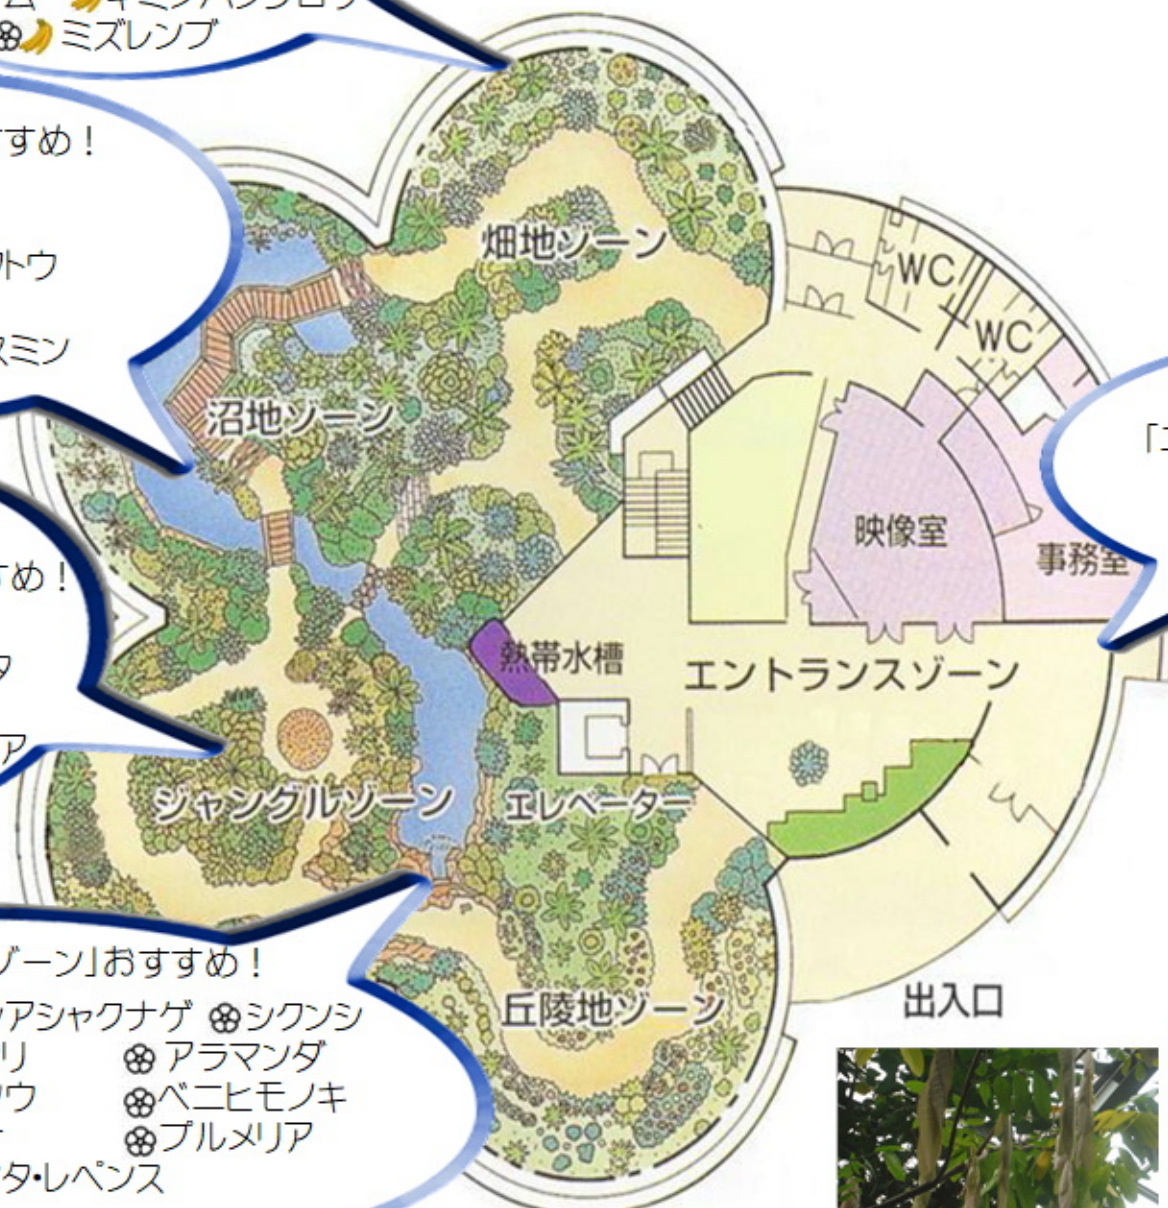 ミズレンブ
すめ！
トウ
スミン
畑地ゾーン
WC
WC
沼地ゾーン
映像室
事務室
すめ！
タ
ア
熱帯水槽
エントランスゾーン
ジャングルゾーン
エレベーター
丘陵地ゾーン
出入口
ゾーン」おすすめ！
アシャクナゲ シクンシ
リ アラマンダ
ウ ベニヒモノキ
プルメリア
タ・レペンス